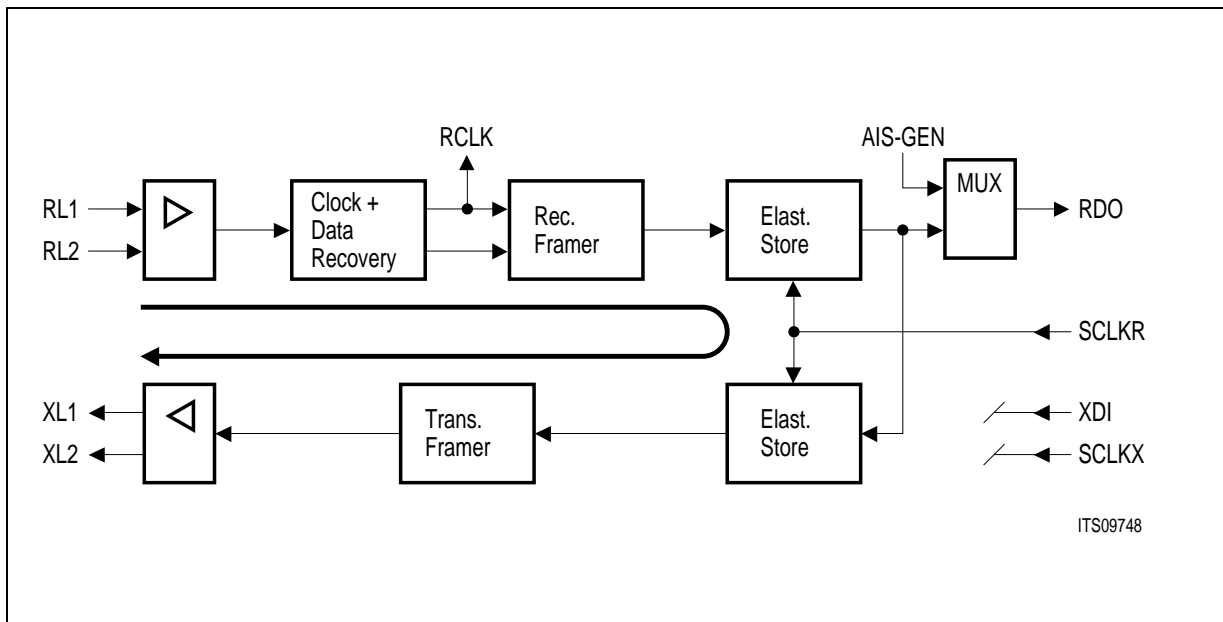 RCLK
AIS-GEN
MUX
RL1
RL2
Clock +
Data
Recovery
Rec.
Framer
Elast.
Store
RDO
SCLKR
XL1
XL2
Trans.
Framer
Elast.
Store
XDI
SCLKX
ITS09748